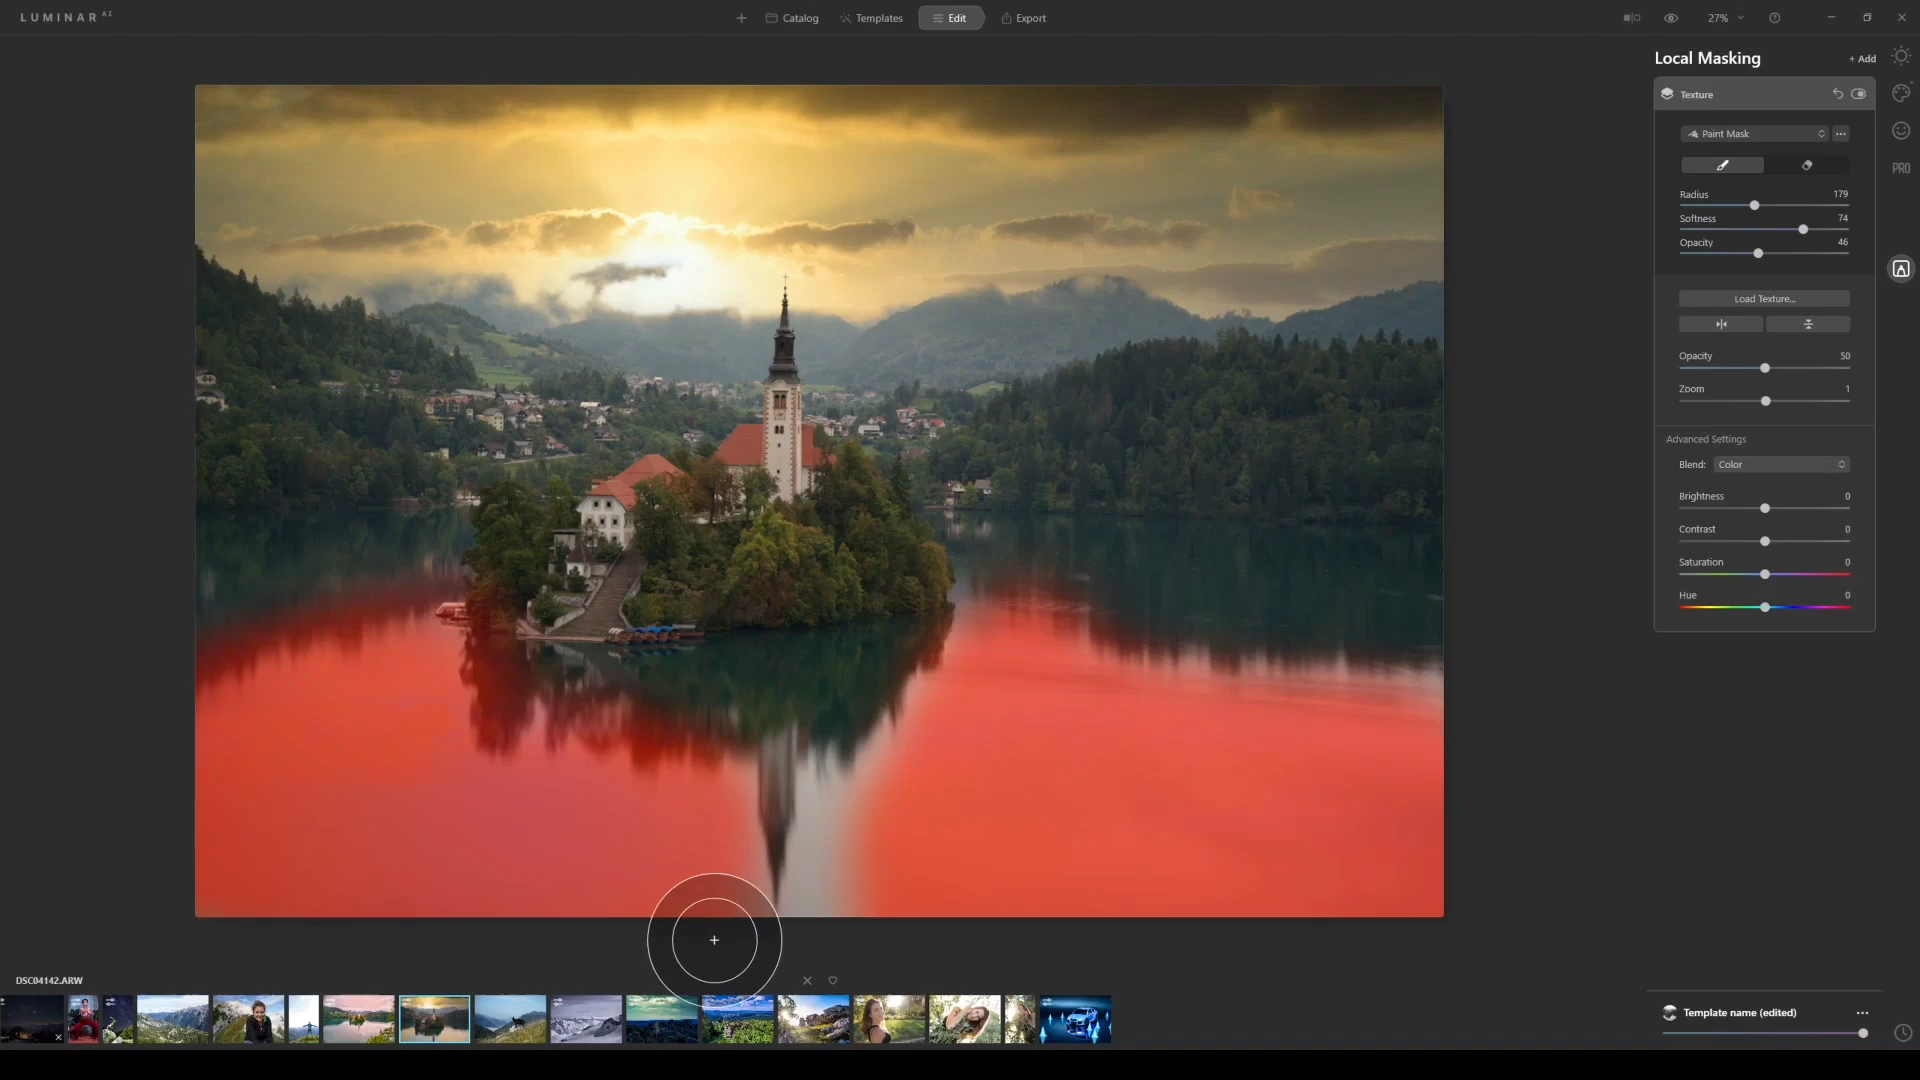 LUMINAR AI
Catalog
Templates
Edit
Export
27%
Local Masking
+ Add
Texture
Paint Mask
Radius 179
Softness 74
Opacity 46
Load Texture...
Opacity 50
Zoom 1
Advanced Settings
Blend: Color
Brightness 0
Contrast 0
Saturation 0
Hue 0
PRO
DSC04142.ARW
Template name (edited)